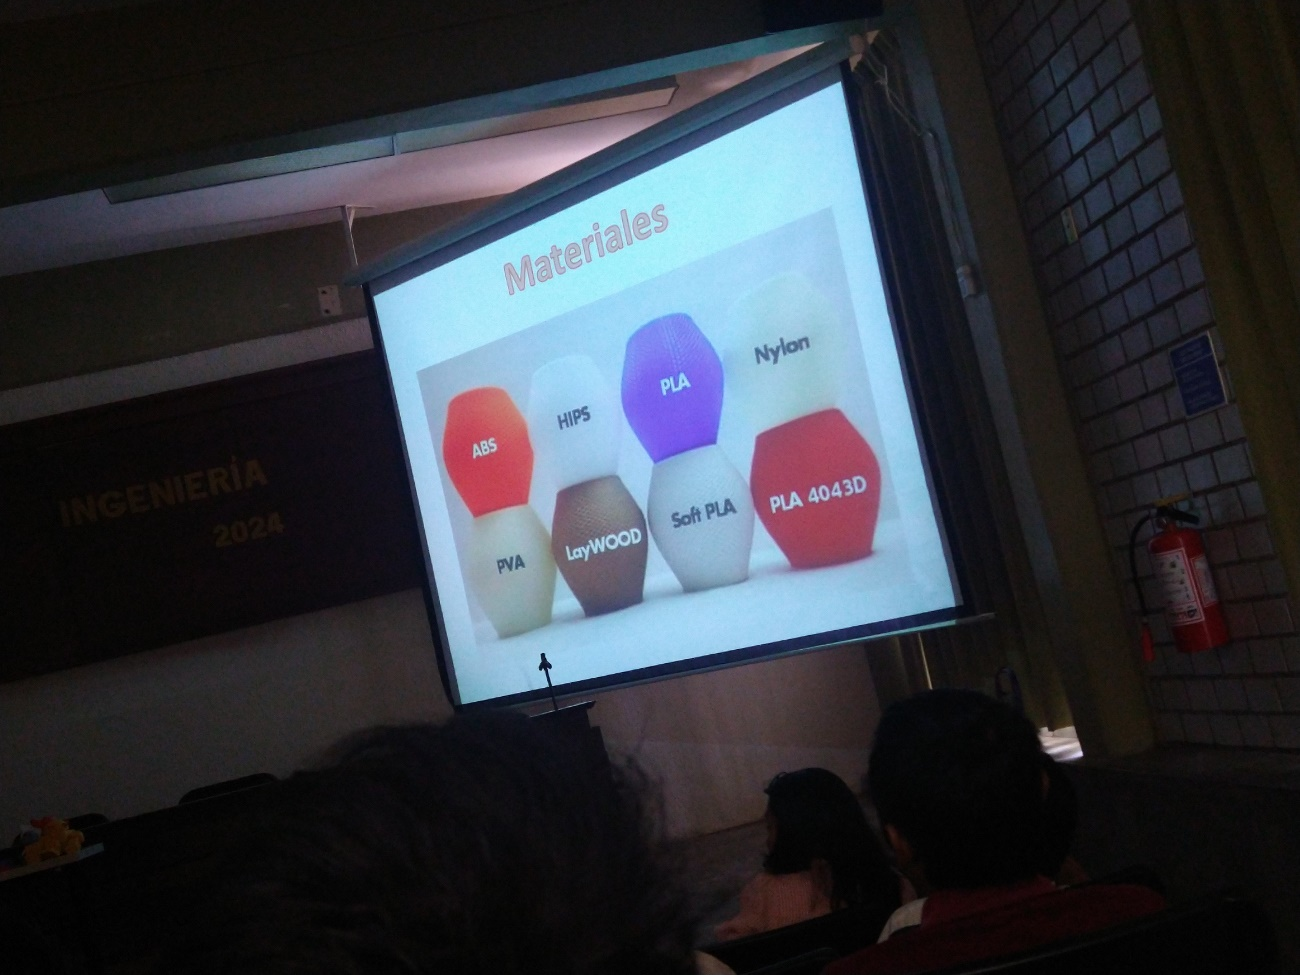 Materiales
ABS
HIPS
PLA
Nylon
PVA
LayWOOD
Soft PLA
PLA 4043D
INGENIERÍA
2024